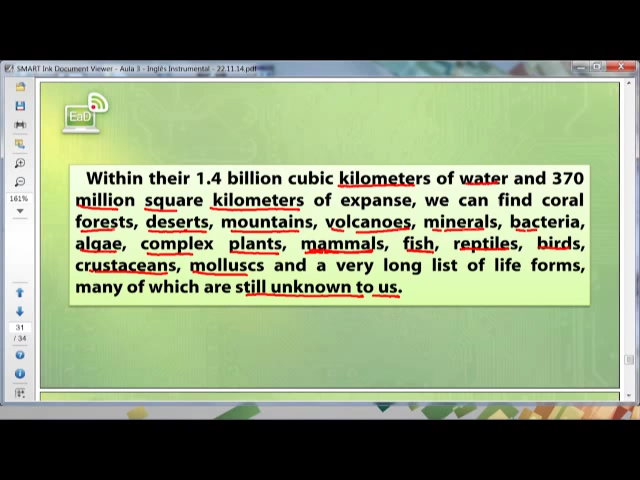 SMART Ink Document Viewer - Aula 3 - Inglês Instrumental - 22.11.14.pdf
EaD
Within their 1.4 billion cubic kilometers of water and 370
million square kilometers of expanse, we can find coral
forests, deserts, mountains, volcanoes, minerals, bacteria,
algae, complex plants, mammals, fish, reptiles, birds,
crustaceans, molluscs and a very long list of life forms,
many of which are still unknown to us.
161%
31
/ 34